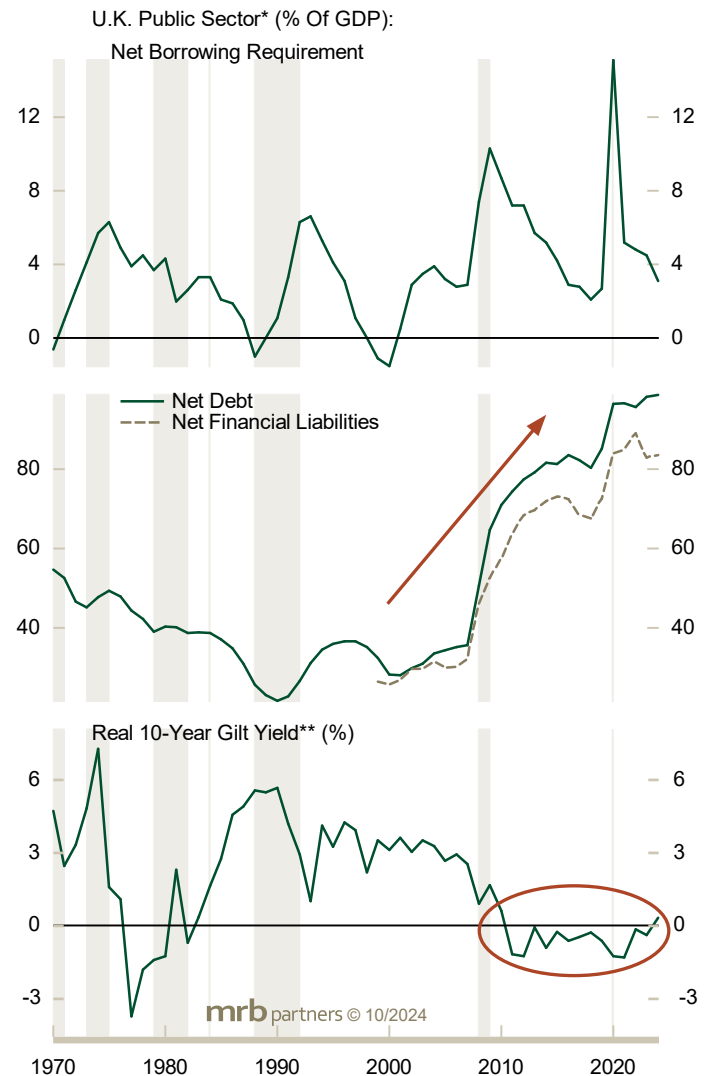 U.K. Public Sector* (% Of GDP):
Net Borrowing Requirement
12 12
8 8
4 4
0 0
Net Debt
Net Financial Liabilities
80 80
60 60
40 40
Real 10-Year Gilt Yield** (%)
6 6
3 3
0 0
-3 -3
mrb partners © 10/2024
1970 1980 1990 2000 2010 2020